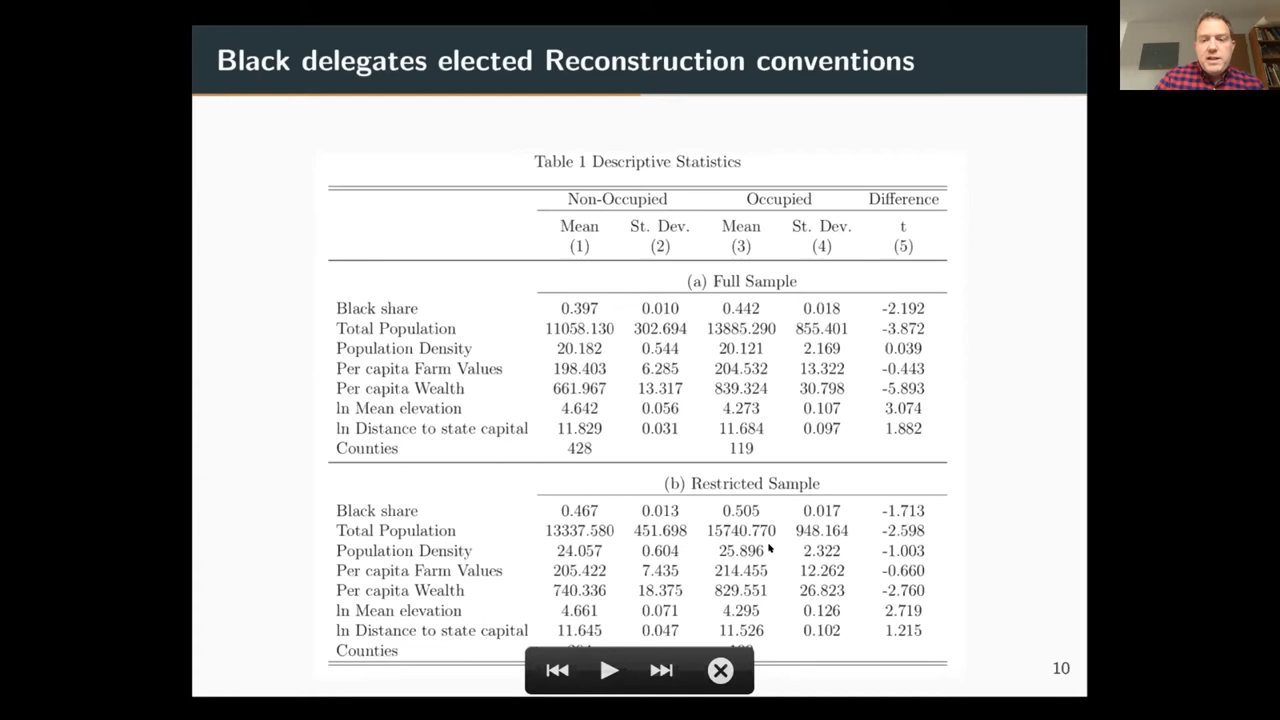 Black delegates elected Reconstruction conventions
Table 1 Descriptive Statistics
Non-Occupied Occupied Difference
Mean St. Dev. Mean St. Dev. t
(1) (2) (3) (4) (5)
(a) Full Sample
Black share 0.397 0.010 0.442 0.018 -2.192
Total Population 11058.130 302.694 13885.290 855.401 -3.872
Population Density 20.182 0.544 20.121 2.169 0.039
Per capita Farm Values 198.403 6.285 204.532 13.322 -0.443
Per capita Wealth 661.967 13.317 839.324 30.798 -5.893
ln Mean elevation 4.642 0.056 4.273 0.107 3.074
ln Distance to state capital 11.829 0.031 11.684 0.097 1.882
Counties 428 119
(b) Restricted Sample
Black share 0.467 0.013 0.505 0.017 -1.713
Total Population 13337.580 451.698 15740.770 948.164 -2.598
Population Density 24.057 0.604 25.896 2.322 -1.003
Per capita Farm Values 205.422 7.435 214.455 12.262 -0.660
Per capita Wealth 740.336 18.375 829.551 26.823 -2.760
ln Mean elevation 4.661 0.071 4.295 0.126 2.719
ln Distance to state capital 11.645 0.047 11.526 0.102 1.215
Counties
10